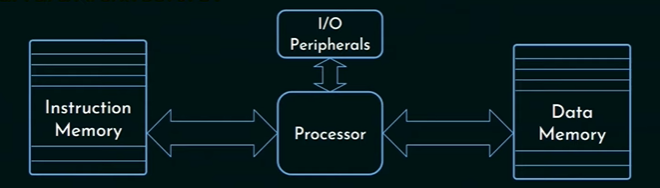 I/O
Peripherals
Instruction
Memory
Processor
Data
Memory